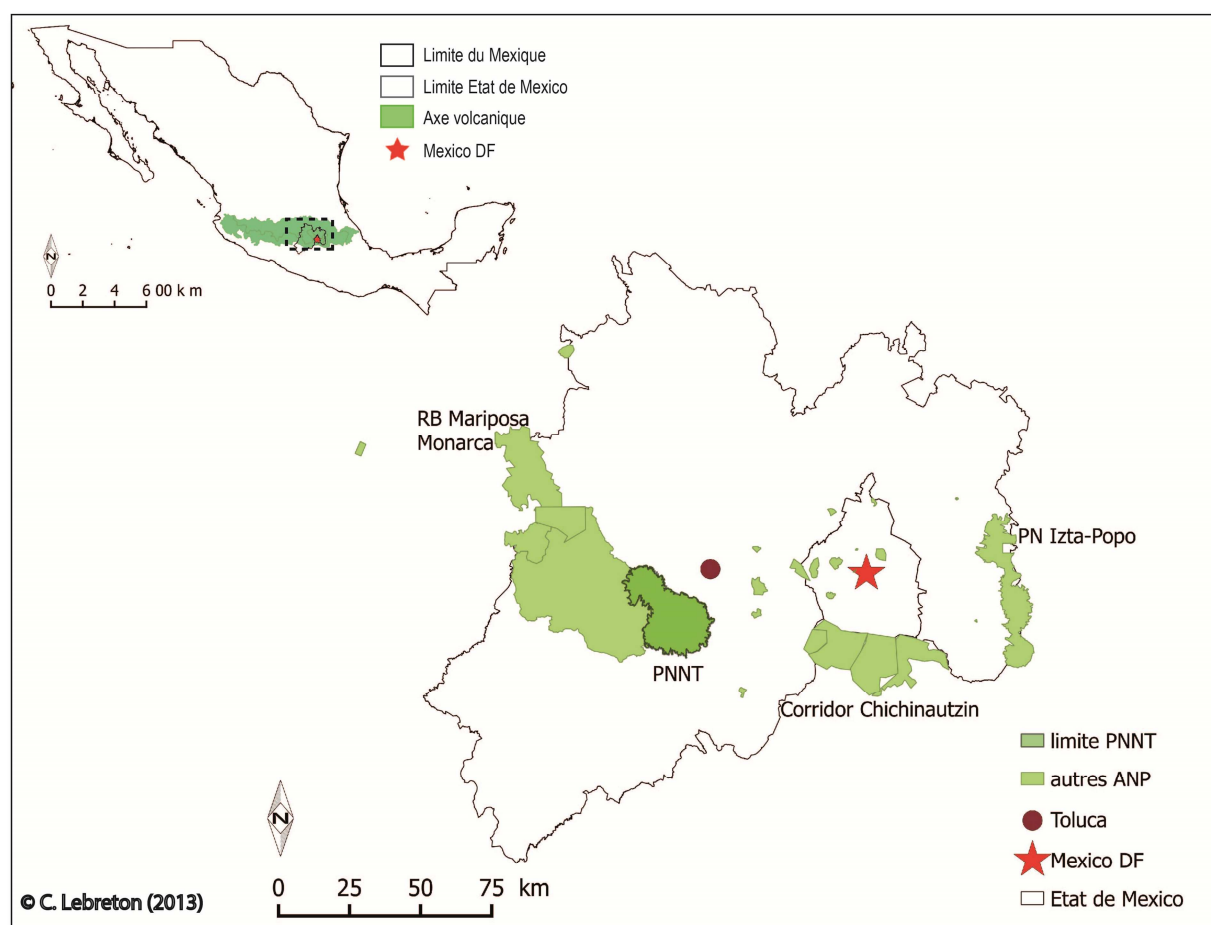 Limite du Mexique
Limite Etat de Mexico
Axe volcanique
Mexico DF
N
0 2 4 6 00 k m
RB Mariposa
Monarca
PN Izta-Popo
PNNT
Corridor Chichinautzin
limite PNNT
autres ANP
Toluca
Mexico DF
Etat de Mexico
N
0 25 50 75 km
© C. Lebreton (2013)